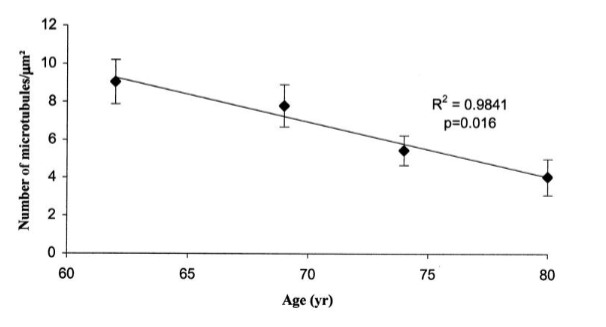 12
10
8
6
4
2
0
Number of microtubules/µm²
R² = 0.9841
p=0.016
60 65 70 75 80
Age (yr)